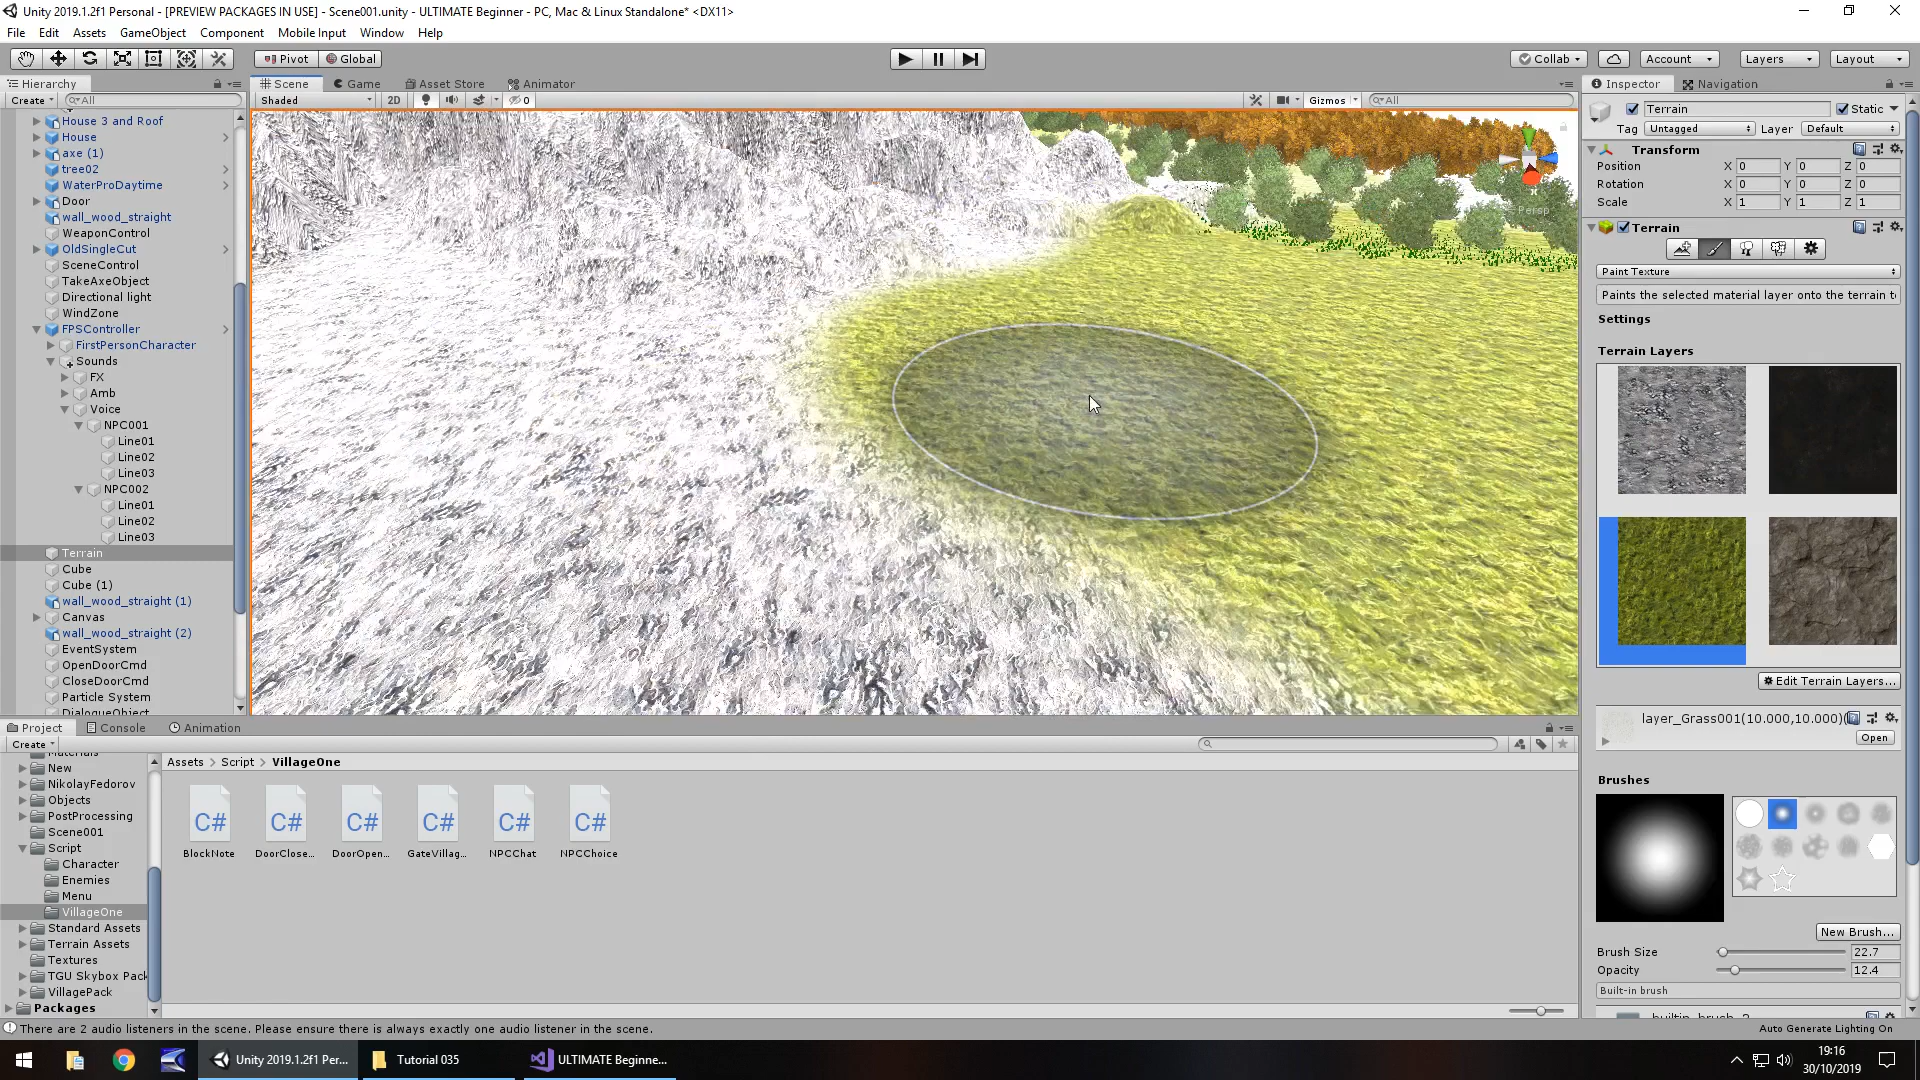 Unity 2019.1.2f1 Personal - [PREVIEW PACKAGES IN USE] - Scene001.unity - ULTIMATE Beginner - PC, Mac & Linux Standalone* <DX11>
File Edit Assets GameObject Component Mobile Input Window Help
Pivot Global Collab Account Layers Layout
Hierarchy Scene Game Asset Store Animator Inspector Navigation
Create All Shaded 2D 0 Gizmos All
House 3 and Roof
House
axe (1)
tree02
WaterProDaytime
Door
wall_wood_straight
WeaponControl
OldSingleCut
SceneControl
TakeAxeObject
Directional light
WindZone
FPSController
FirstPersonCharacter
Sounds
FX
Amb
Voice
NPC001
Line01
Line02
Line03
NPC002
Line01
Line02
Line03
Terrain
Cube
Cube (1)
wall_wood_straight (1)
Canvas
wall_wood_straight (2)
EventSystem
OpenDoorCmd
CloseDoorCmd
Particle System
DialogueObject
Persp
Terrain Static
Tag Untagged Layer Default
Transform
Position X 0 Y 0 Z 0
Rotation X 0 Y 0 Z 0
Scale X 1 Y 1 Z 1
Terrain
Paint Texture
Paints the selected material layer onto the terrain t
Settings
Terrain Layers
Edit Terrain Layers...
layer_Grass001(10.000,10.000)(
Open
Brushes
New Brush...
Brush Size 22.7
Opacity 12.4
Built-in brush
Project Console Animation
Create
Materials
New
NikolayFedorov
Objects
PostProcessing
Scene001
Script
Character
Enemies
Menu
VillageOne
Standard Assets
Terrain Assets
Textures
TGU Skybox Pack
VillagePack
Packages
Assets > Script > VillageOne
C# C# C# C# C# C#
BlockNote DoorClose... DoorOpen... GateVillag... NPCChat NPCChoice
There are 2 audio listeners in the scene. Please ensure there is always exactly one audio listener in the scene.
Auto Generate Lighting On
Unity 2019.1.2f1 Per... Tutorial 035 ULTIMATE Beginne...
19:16
30/10/2019